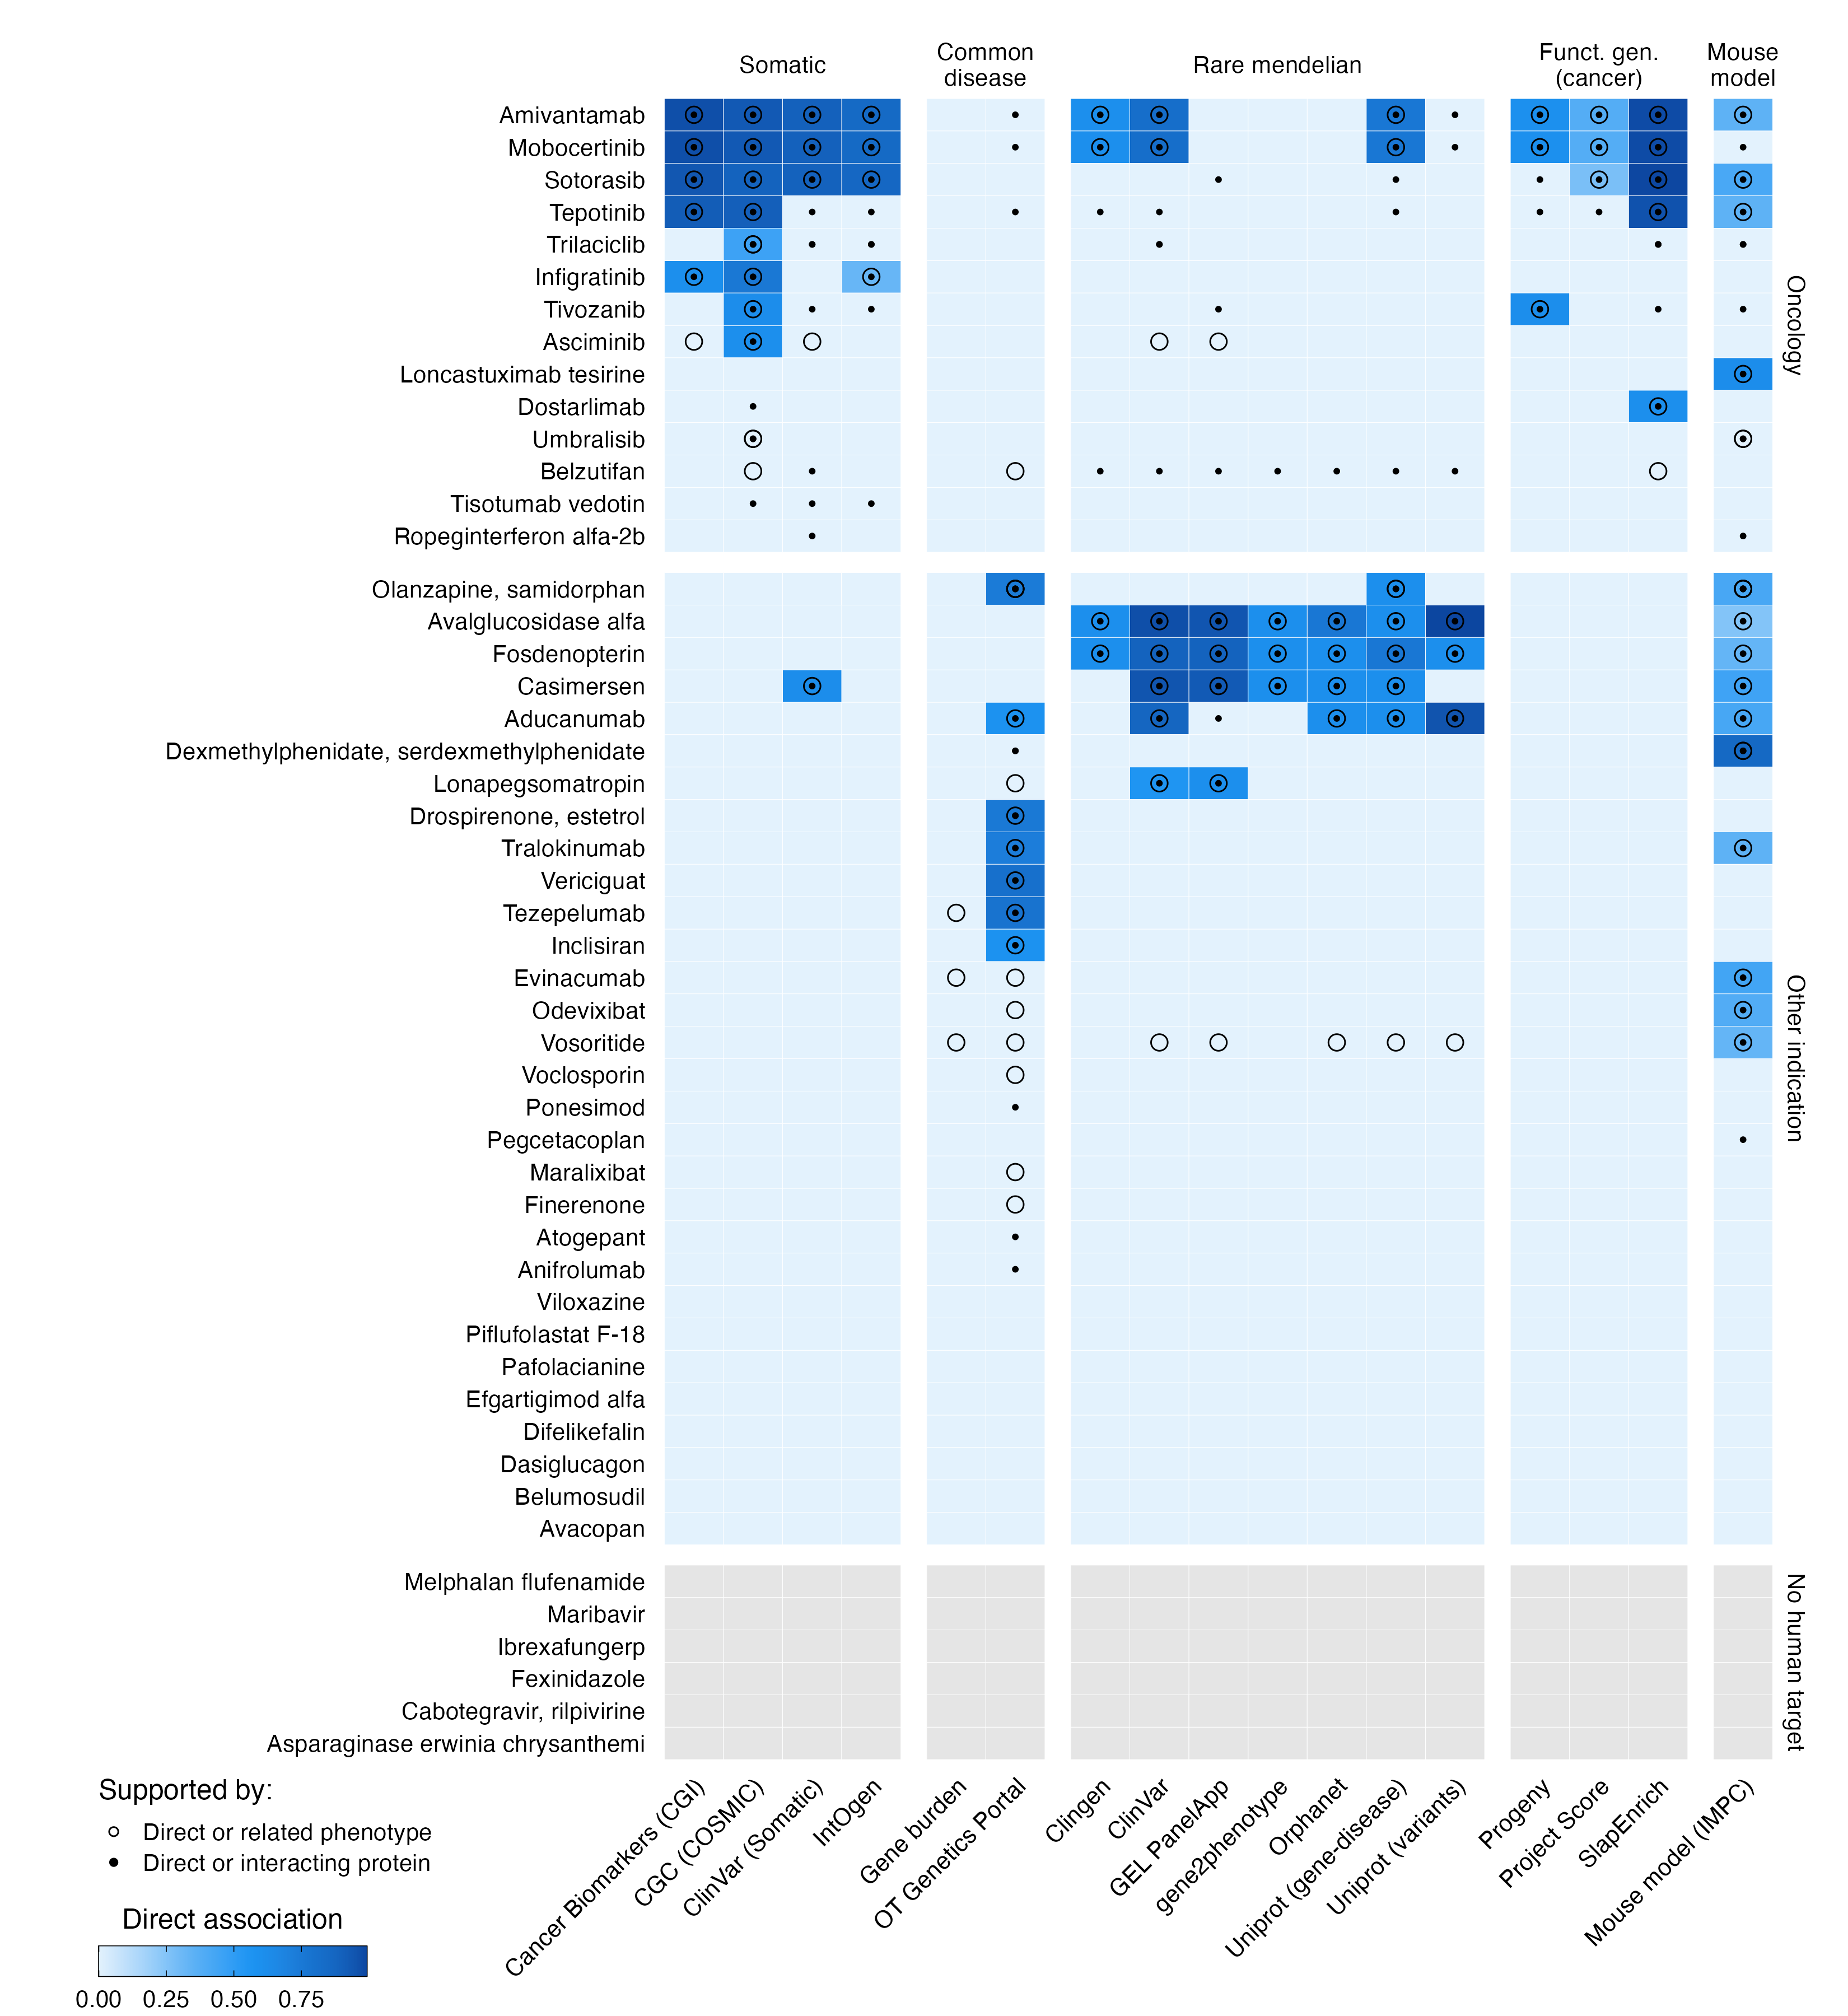 Somatic
Common
disease
Rare mendelian
Funct. gen.
(cancer)
Mouse
model
Amivantamab
Mobocertinib
Sotorasib
Tepotinib
Trilaciclib
Infigratinib
Tivozanib
Asciminib
Loncastuximab tesirine
Dostarlimab
Umbralisib
Belzutifan
Tisotumab vedotin
Ropeginterferon alfa-2b
Oncology
Olanzapine, samidorphan
Avalglucosidase alfa
Fosdenopterin
Casimersen
Aducanumab
Dexmethylphenidate, serdexmethylphenidate
Lonapegsomatropin
Drospirenone, estetrol
Tralokinumab
Vericiguat
Tezepelumab
Inclisiran
Evinacumab
Odevixibat
Vosoritide
Voclosporin
Ponesimod
Pegcetacoplan
Maralixibat
Finerenone
Atogepant
Anifrolumab
Viloxazine
Piflufolastat F-18
Pafolacianine
Efgartigimod alfa
Difelikefalin
Dasiglucagon
Belumosudil
Avacopan
Other indication
Melphalan flufenamide
Maribavir
Ibrexafungerp
Fexinidazole
Cabotegravir, rilpivirine
Asparaginase erwinia chrysanthemi
No human target
Cancer Biomarkers (CGI)
CGC (COSMIC)
ClinVar (Somatic)
IntOgen
Gene burden
OT Genetics Portal
Clingen
ClinVar
GEL PanelApp
gene2phenotype
Orphanet
Uniprot (gene-disease)
Uniprot (variants)
Progeny
Project Score
SlapEnrich
Mouse model (IMPC)
Supported by:
Direct or related phenotype
Direct or interacting protein
Direct association
0.00 0.25 0.50 0.75